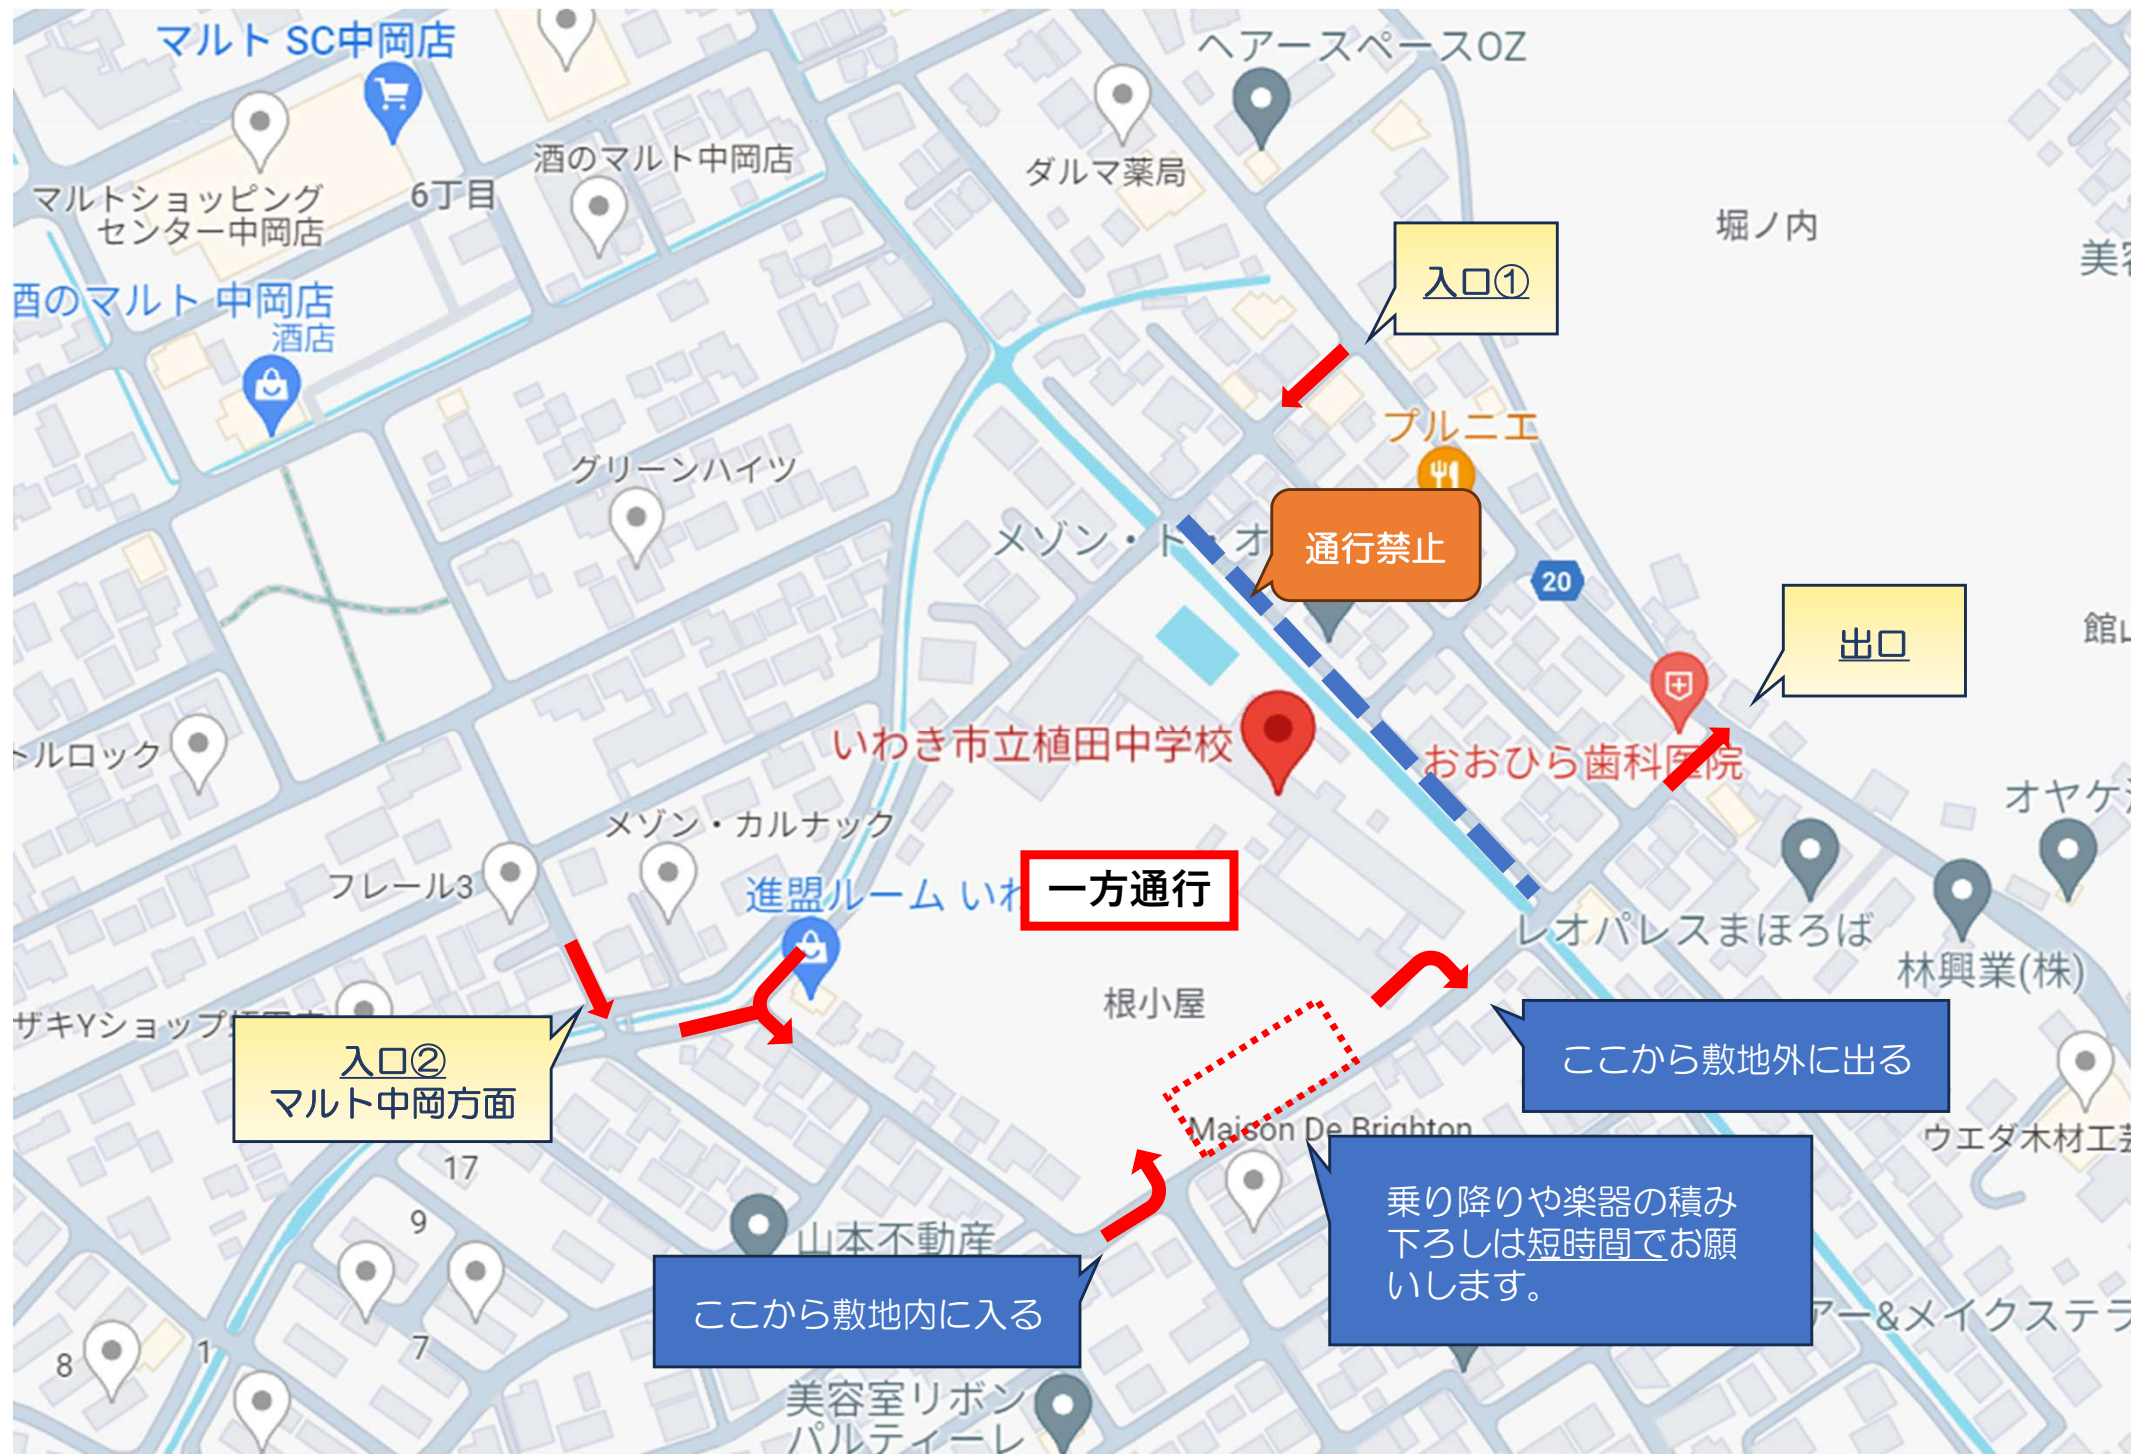 マルト SC中岡店
ヘアースペースOZ
酒のマルト中岡店
ダルマ薬局
マルトショッピング
センター中岡店
6丁目
堀ノ内
入口①
酒のマルト 中岡店
酒店
プルニエ
グリーンハイツ
メゾン・ド・オ
通行禁止
20
出口
いわき市立植田中学校
おおひら歯科医院
トルロック
メゾン・カルナック
フレール3
進盟ルーム いわ
一方通行
レオパレスまほろば
林興業(株)
根小屋
入口②
マルト中岡方面
ここから敷地外に出る
Maison De Brighton
ウエダ木材工芸
17
9
山本不動産
乗り降りや楽器の積み
下ろしは短時間でお願
いします。
ここから敷地内に入る
アー&メイクステラ
1
7
8
美容室リボン
パルティーレ